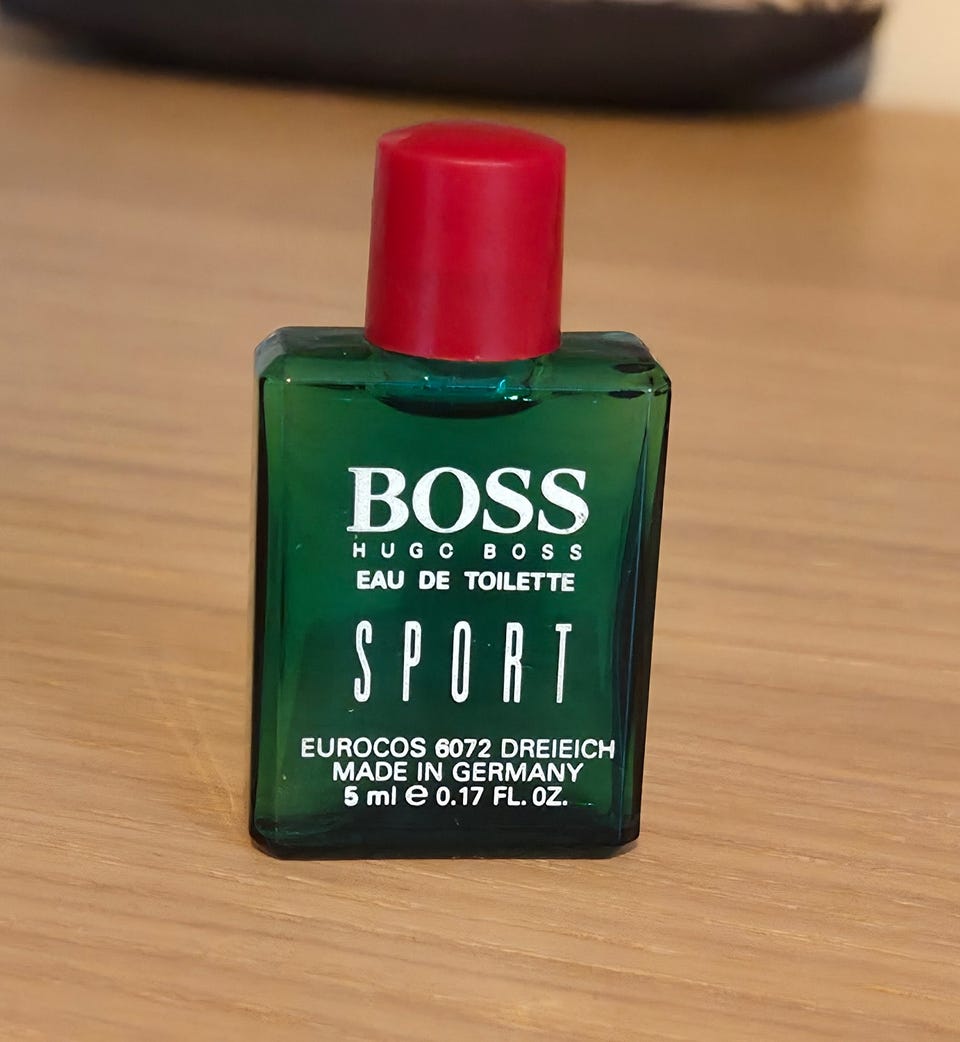 BOSS
HUGO BOSS
EAU DE TOILETTE
SPORT
EUROCOS 6072 DREIEICH
MADE IN GERMANY
5 ml ℮ 0.17 FL. OZ.